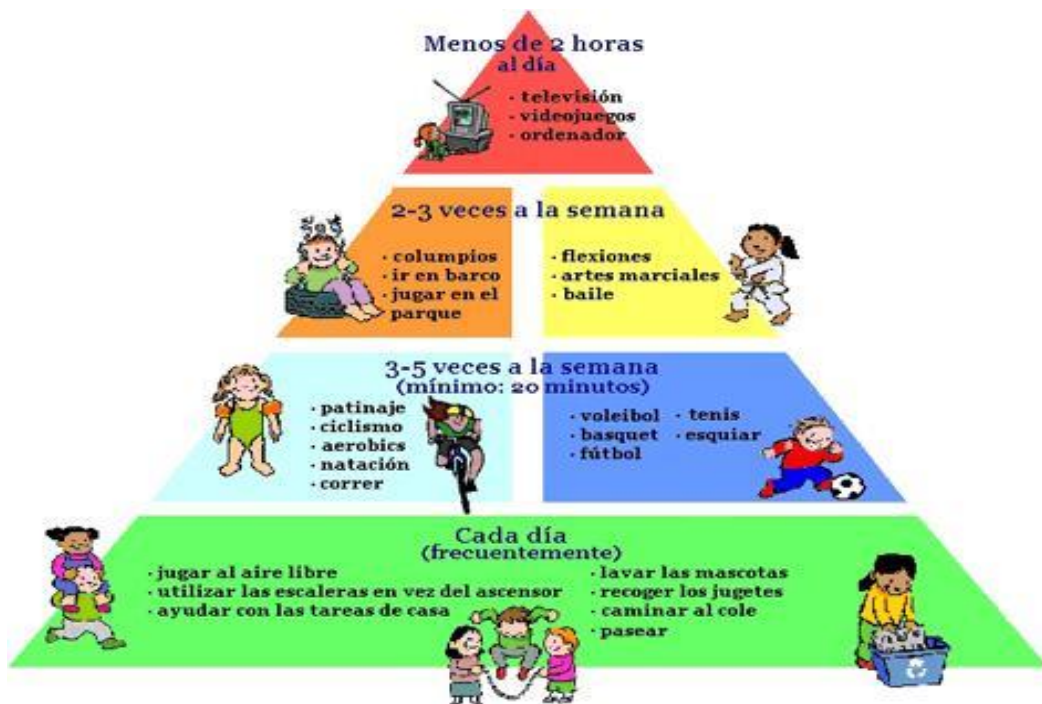 Menos de 2 horas
al día
· televisión
· videojuegos
· ordenador
2-3 veces a la semana
· columpios
· ir en barco
· jugar en el
parque
· flexiones
· artes marciales
· baile
3-5 veces a la semana
(mínimo: 20 minutos)
· patinaje
· ciclismo
· aerobics
· natación
· correr
· voleibol · tenis
· basquet · esquiar
· fútbol
Cada día
(frecuentemente)
· jugar al aire libre
· utilizar las escaleras en vez del ascensor
· ayudar con las tareas de casa
· lavar las mascotas
· recoger los jugetes
· caminar al cole
· pasear